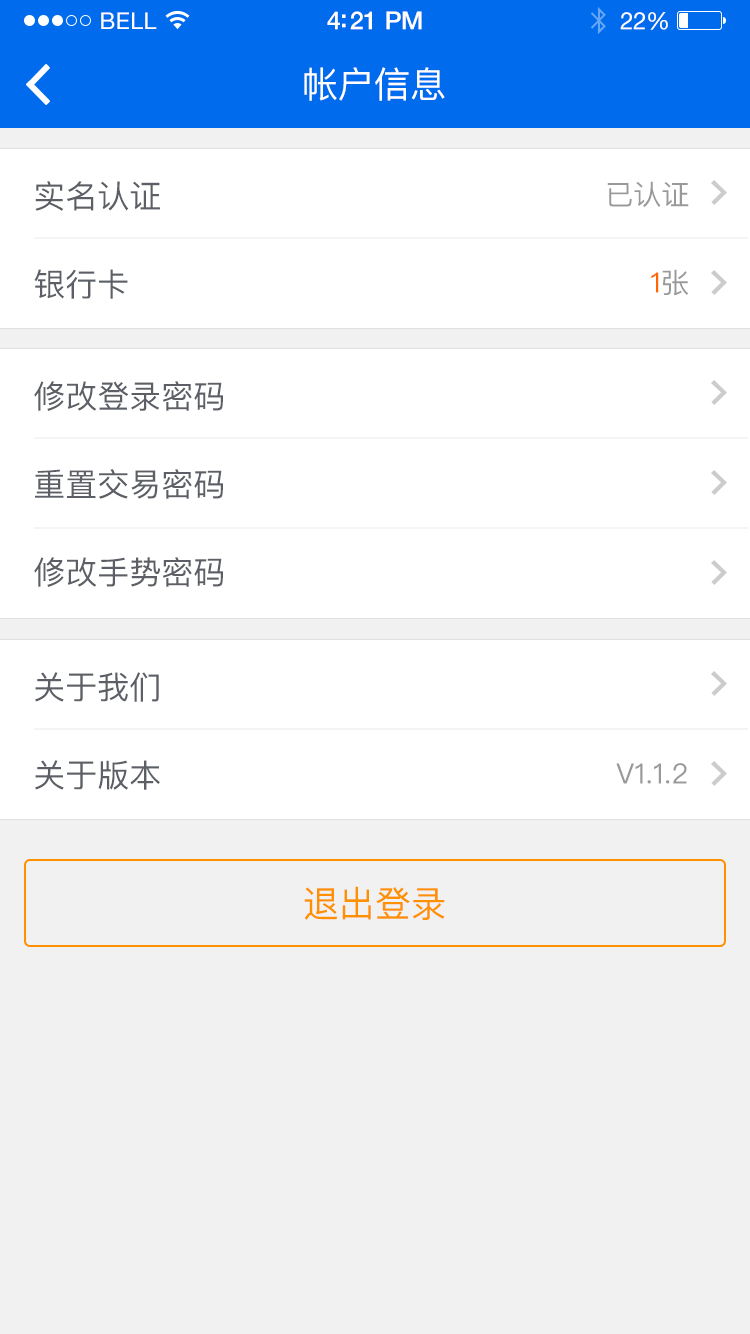 BELL 4:21 PM 22%
帐户信息
实名认证 已认证
银行卡 1张
修改登录密码
重置交易密码
修改手势密码
关于我们
关于版本 V1.1.2
退出登录